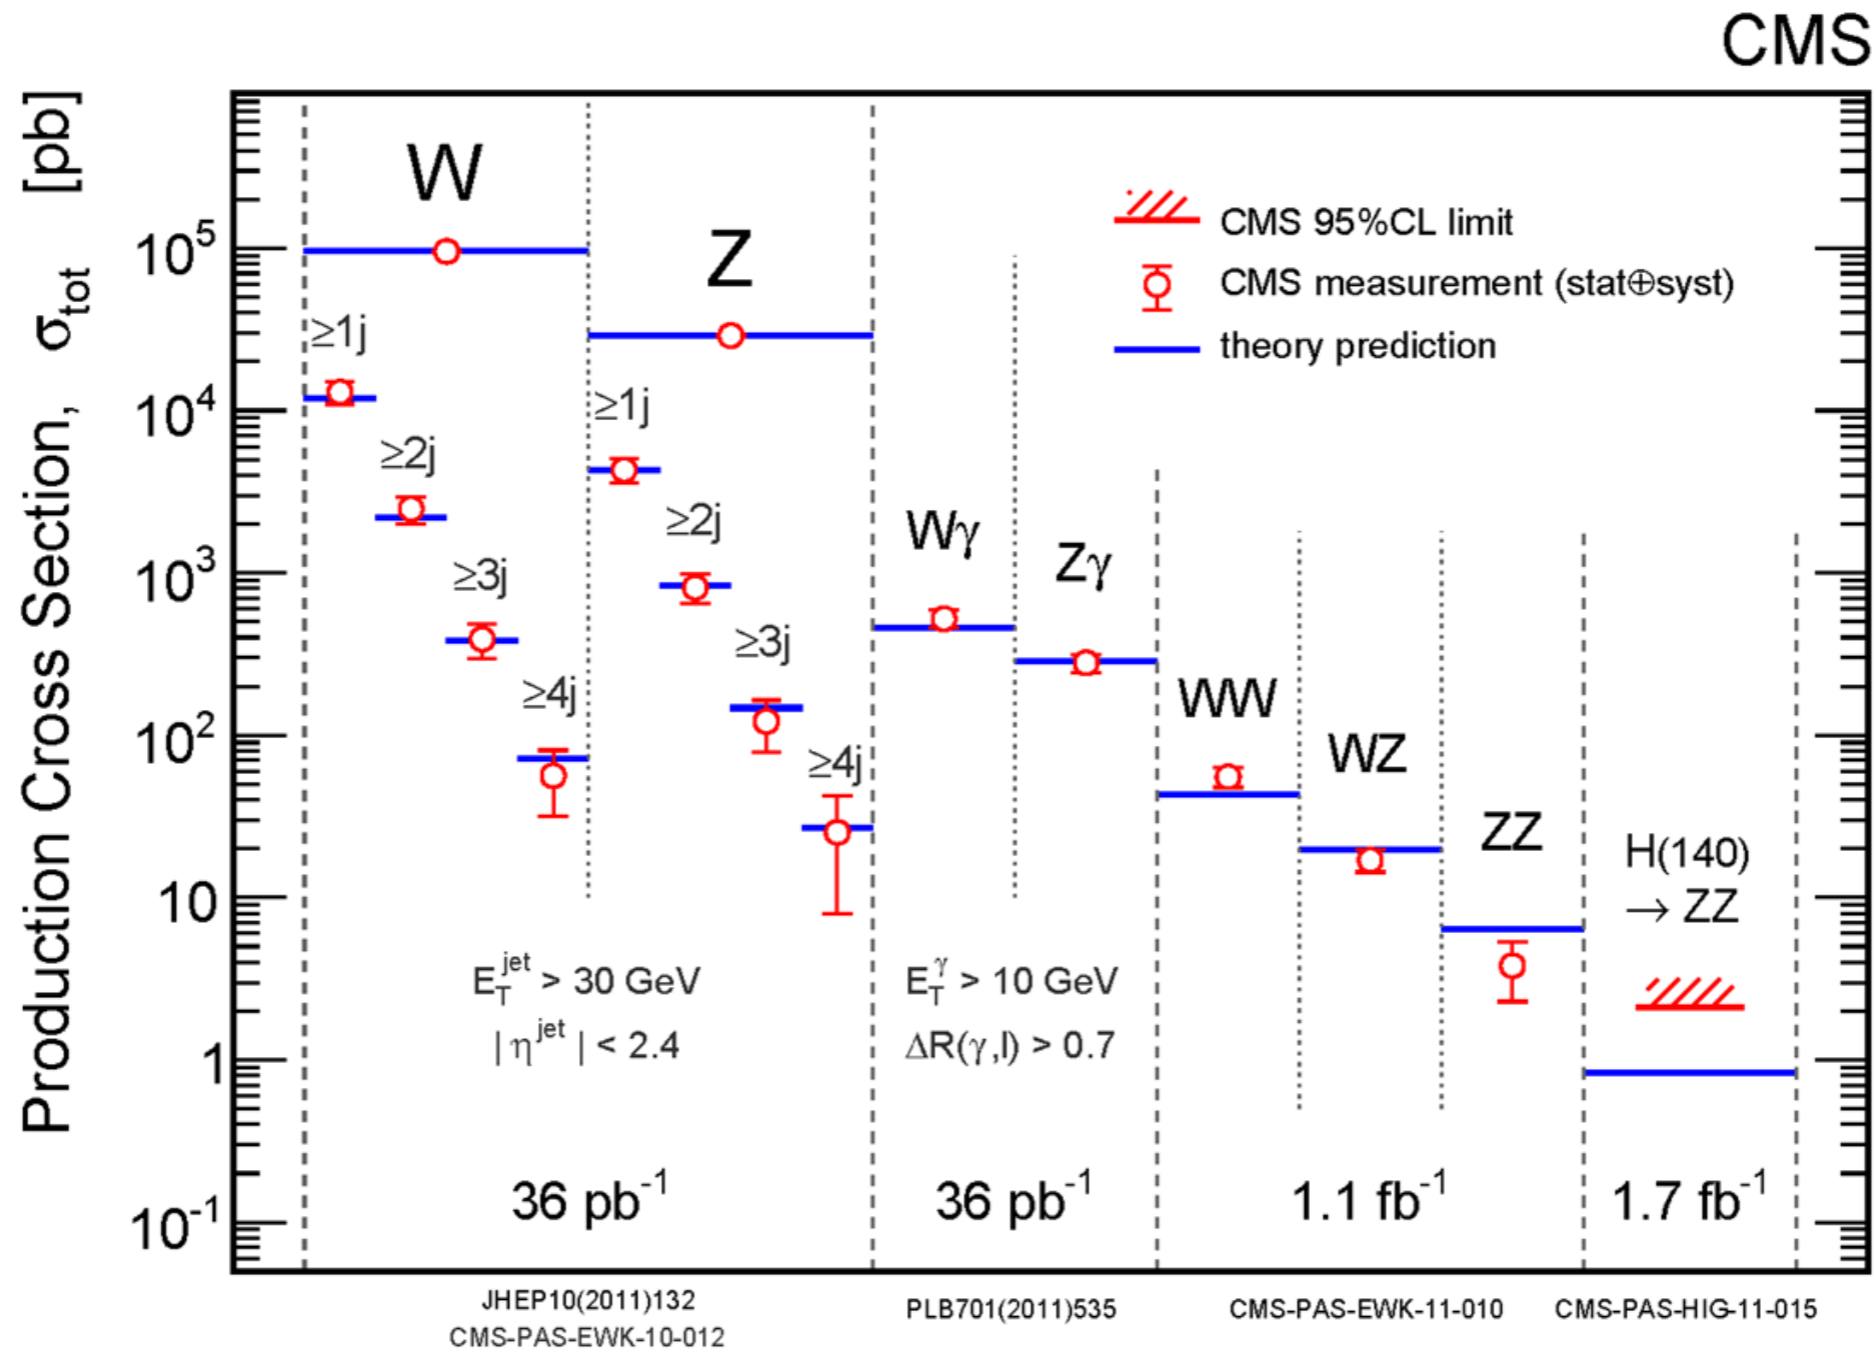 CMS
Production Cross Section, σ_tot [pb]
10^5
10^4
10^3
10^2
10
1
10^-1
W
≥1j
≥2j
≥3j
≥4j
Z
≥1j
≥2j
≥3j
≥4j
Wγ
Zγ
WW
WZ
ZZ
H(140)
→ ZZ
CMS 95%CL limit
CMS measurement (stat⊕syst)
theory prediction
E_T^jet > 30 GeV
| η^jet | < 2.4
E_T^γ > 10 GeV
ΔR(γ,l) > 0.7
36 pb^-1
36 pb^-1
1.1 fb^-1
1.7 fb^-1
JHEP10(2011)132
CMS-PAS-EWK-10-012
PLB701(2011)535
CMS-PAS-EWK-11-010
CMS-PAS-HIG-11-015